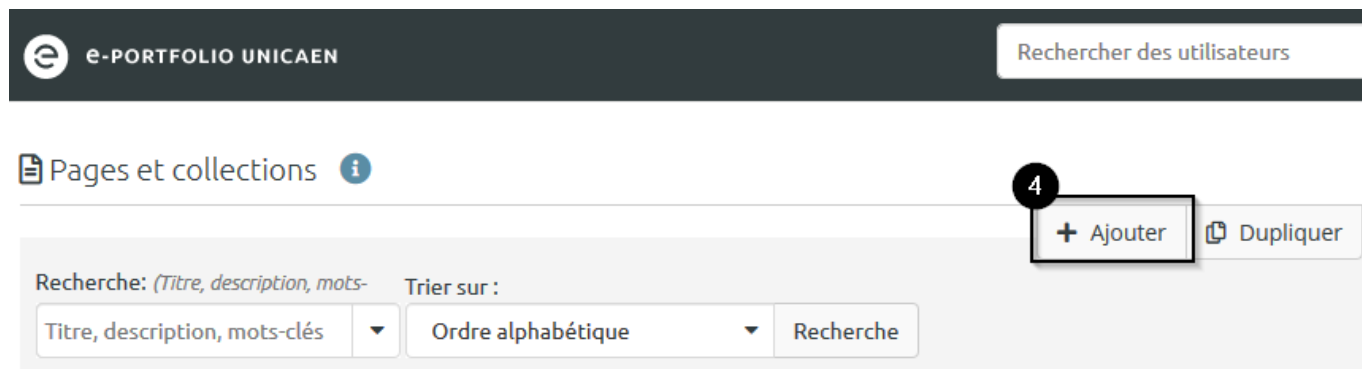 e-PORTFOLIO UNICAEN
Rechercher des utilisateurs
Pages et collections
4
Ajouter
Dupliquer
Recherche: (Titre, description, mots-
Trier sur :
Titre, description, mots-clés
Ordre alphabétique
Recherche